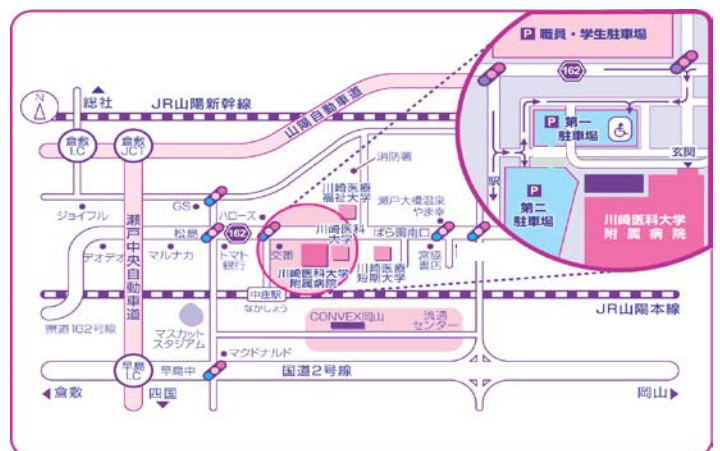 P 職員・学生駐車場
162
P 第一
駐車場
玄関
駅
P
第二
駐車場
川崎医科大学
附属病院
N
総社
JR山陽新幹線
山陽自動車道
倉敷
I.C
倉敷
JCT
消防署
川崎医療
福祉大学
瀬戸大橋温泉
やま幸
ジョイフル
GS
ハローズ
松島
162
川崎医科
大学
ばら園南口
デオデオ
マルナカ
トマト
銀行
交番
川崎医科大学
附属病院
川崎医療
短期大学
宮脇
書店
瀬戸中央自動車道
中庄駅
なかしょう
JR山陽本線
県道162号線
マスカット
スタジアム
CONVEX岡山
流通
センター
マクドナルド
早島
I.C
早島中
国道2号線
倉敷
四国
岡山